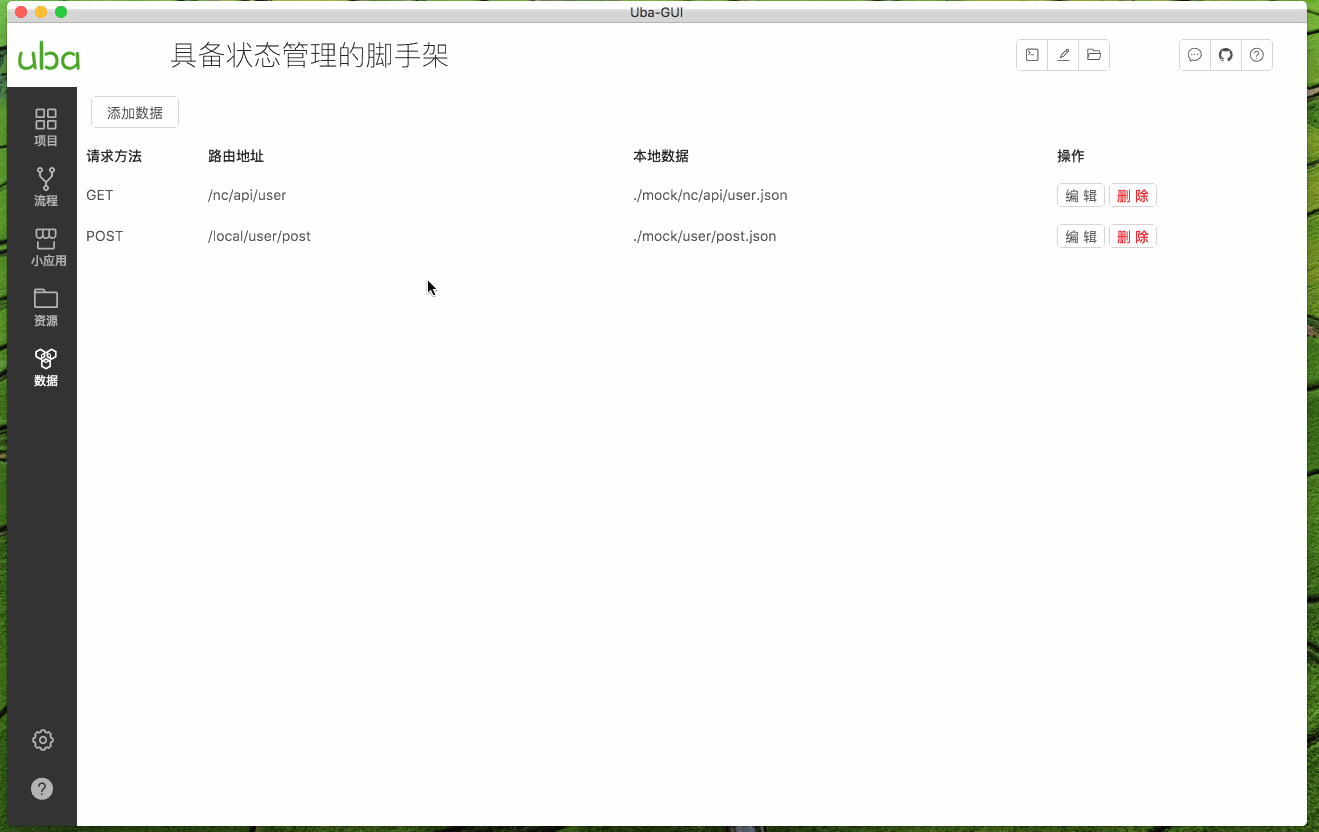 Uba-GUI
uba
具备状态管理的脚手架
添加数据
项目
流程
小应用
资源
数据
请求方法 路由地址 本地数据 操作
GET /nc/api/user ./mock/nc/api/user.json 编 辑 删 除
POST /local/user/post ./mock/user/post.json 编 辑 删 除